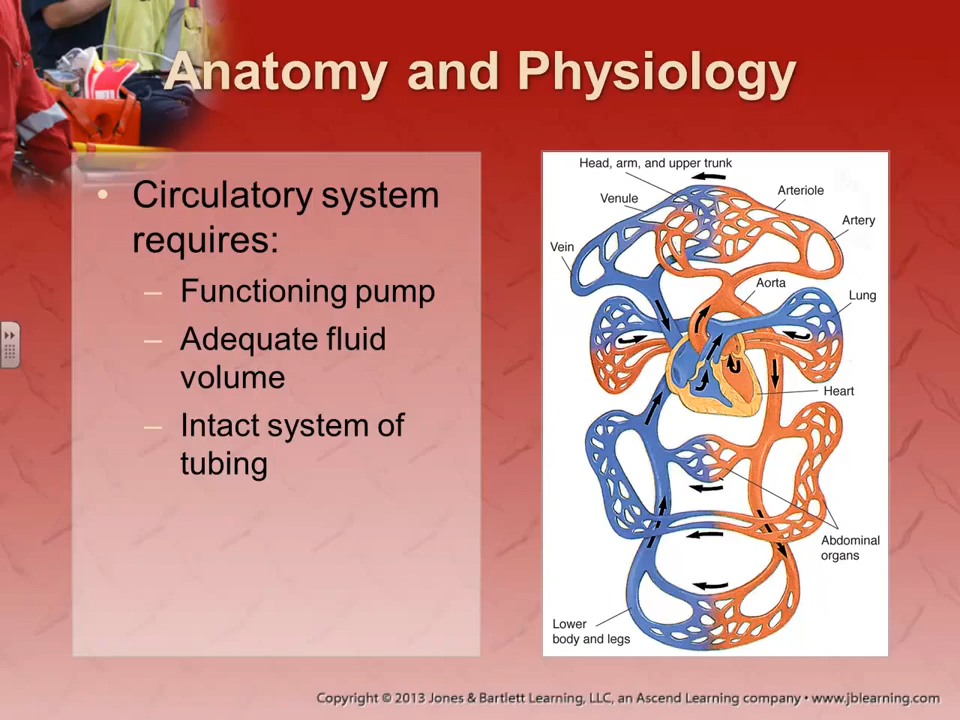 Anatomy and Physiology
• Circulatory system
requires:
– Functioning pump
– Adequate fluid
volume
– Intact system of
tubing
Head, arm, and upper trunk
Venule
Arteriole
Artery
Vein
Aorta
Lung
Heart
Abdominal
organs
Lower
body and legs
Copyright © 2013 Jones & Bartlett Learning, LLC, an Ascend Learning company • www.jblearning.com